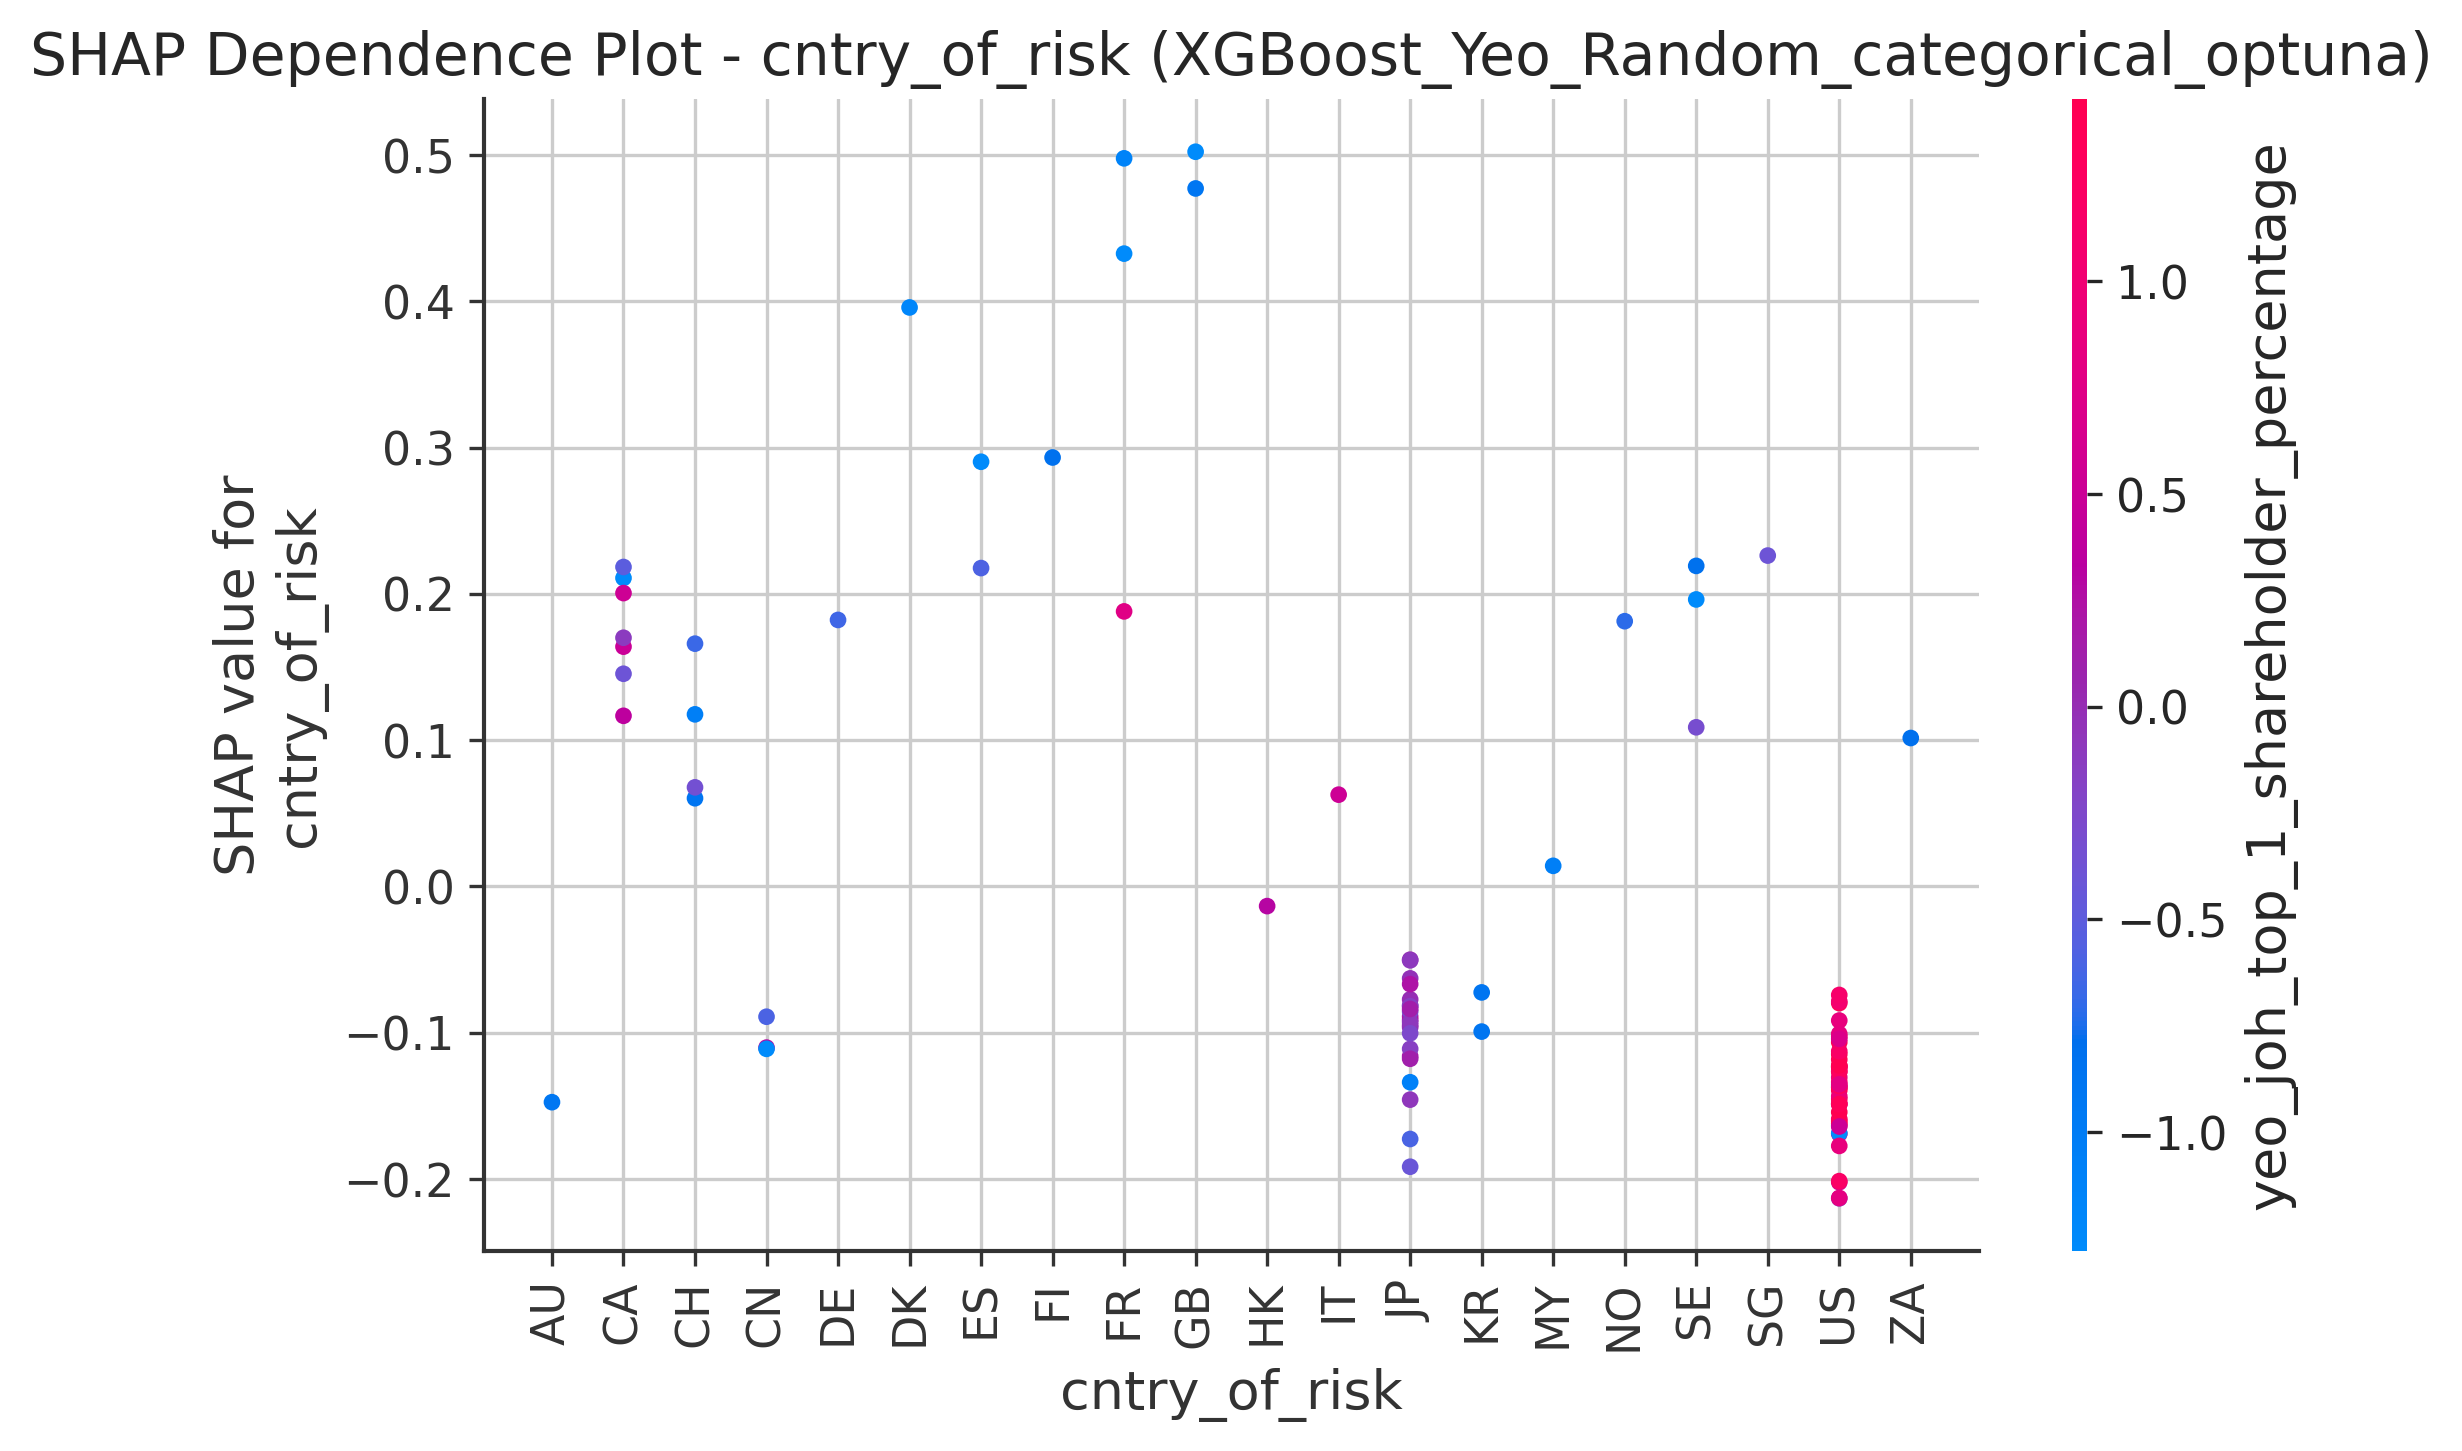 SHAP Dependence Plot - cntry_of_risk (XGBoost_Yeo_Random_categorical_optuna)
SHAP value for
cntry_of_risk
0.5
0.4
0.3
0.2
0.1
0.0
−0.1
−0.2
AU
CA
CH
CN
DE
DK
ES
FI
FR
GB
HK
IT
JP
KR
MY
NO
SE
SG
US
ZA
cntry_of_risk
1.0
0.5
0.0
−0.5
−1.0
yeo_joh_top_1_shareholder_percentage